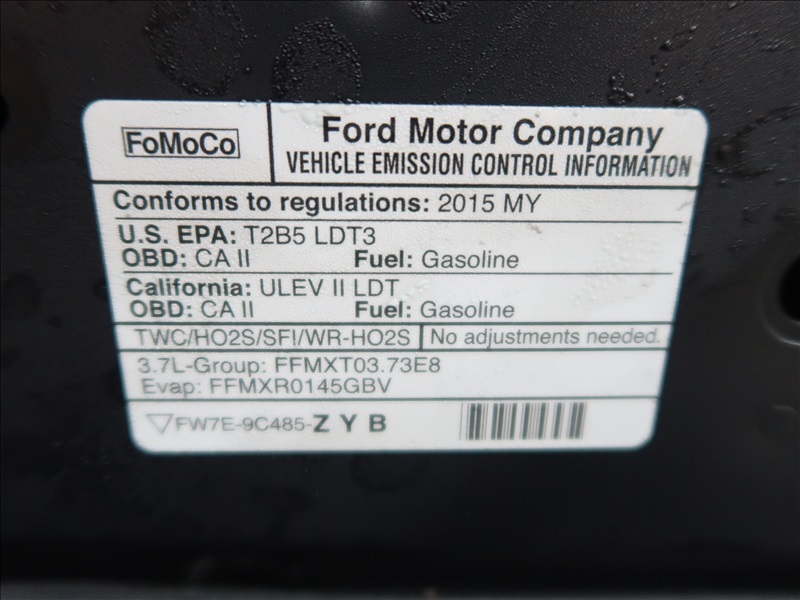 FoMoCo
Ford Motor Company
VEHICLE EMISSION CONTROL INFORMATION
Conforms to regulations: 2015 MY
U.S. EPA: T2B5 LDT3
OBD: CA II Fuel: Gasoline
California: ULEV II LDT
OBD: CA II Fuel: Gasoline
TWC/HO2S/SFI/WR-HO2S No adjustments needed.
3.7L-Group: FFMXT03.73E8
Evap: FFMXR0145GBV
FW7E-9C485-Z Y B